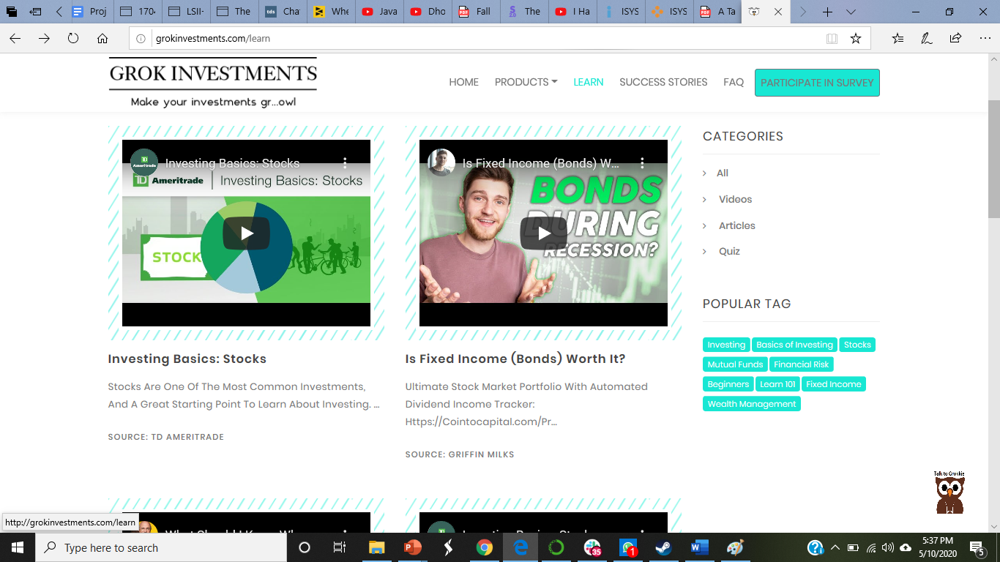 Proj
1704
LSII-
The
Cha
Whe
Java
Dho
Fall
The
I Ha
ISYS
ISYS
A Ta
grokinvestments.com/learn
GROK INVESTMENTS
Make your investments gr...owl
HOME
PRODUCTS
LEARN
SUCCESS STORIES
FAQ
PARTICIPATE IN SURVEY
Investing Basics: Stocks
TD Ameritrade | Investing Basics: Stocks
STOCK
Investing Basics: Stocks
Stocks Are One Of The Most Common Investments,
And A Great Starting Point To Learn About Investing. ...
SOURCE: TD AMERITRADE
Is Fixed Income (Bonds) W...
BONDS
DURING
RECESSION?
Is Fixed Income (Bonds) Worth It?
Ultimate Stock Market Portfolio With Automated
Dividend Income Tracker:
Https://Cointocapital.com/Pr...
SOURCE: GRIFFIN MILKS
CATEGORIES
All
Videos
Articles
Quiz
POPULAR TAG
Investing
Basics of Investing
Stocks
Mutual Funds
Financial Risk
Beginners
Learn 101
Fixed Income
Wealth Management
Talk to Grokkie
http://grokinvestments.com/learn
Type here to search
35
1
5:37 PM
5/10/2020
5